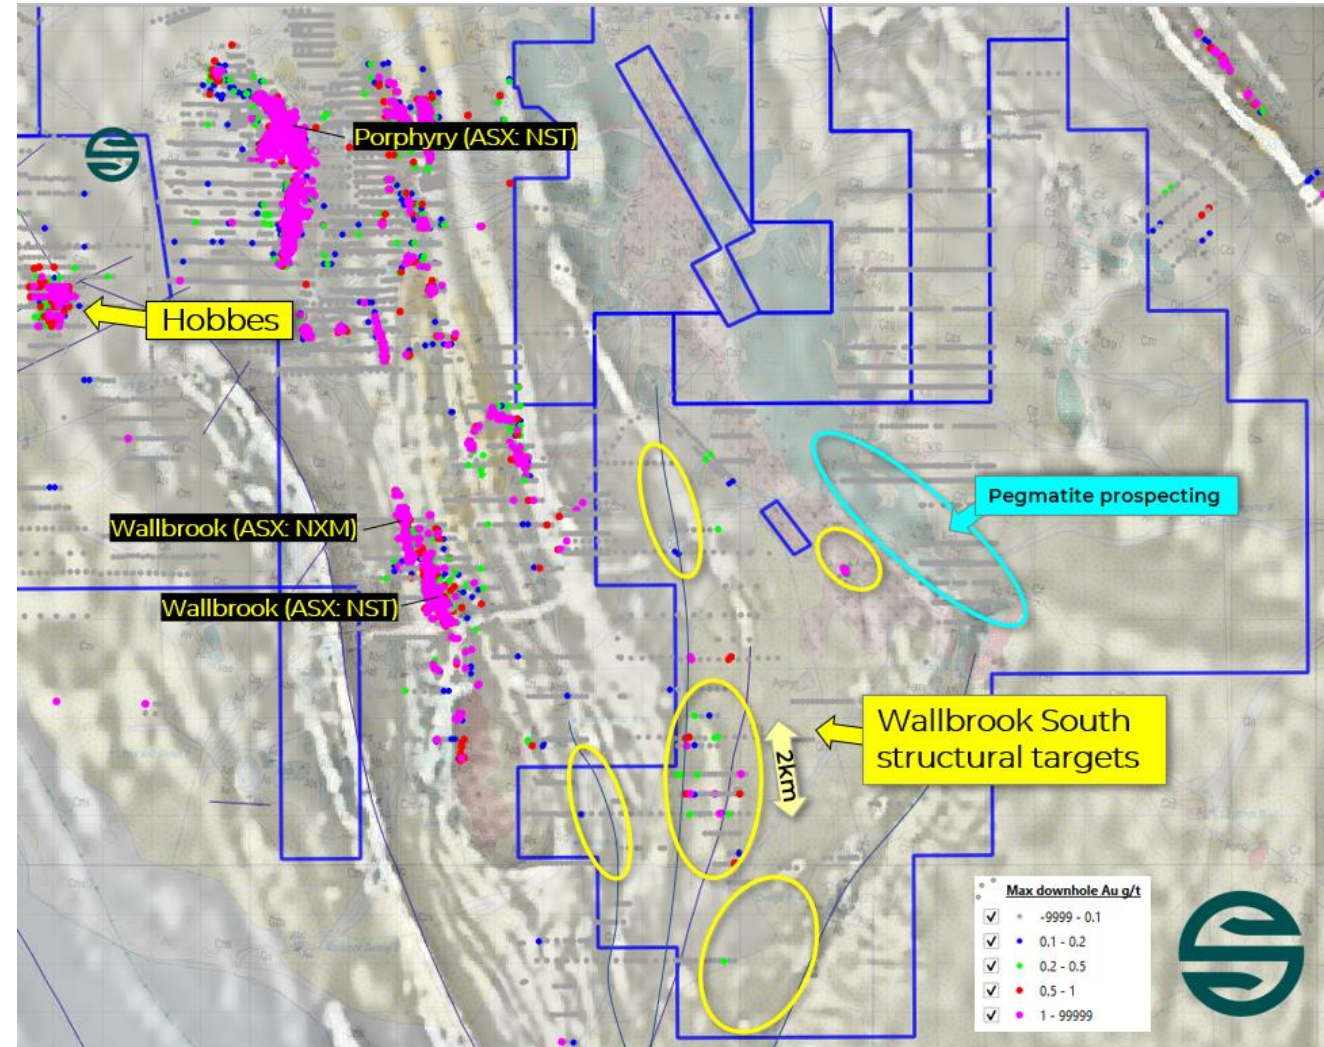 Porphyry (ASX: NST)
Hobbes
Pegmatite prospecting
Wallbrook (ASX: NXM)
Wallbrook (ASX: NST)
Wallbrook South
structural targets
2km
Max downhole Au g/t
-9999 - 0.1
0.1 - 0.2
0.2 - 0.5
0.5 - 1
1 - 99999